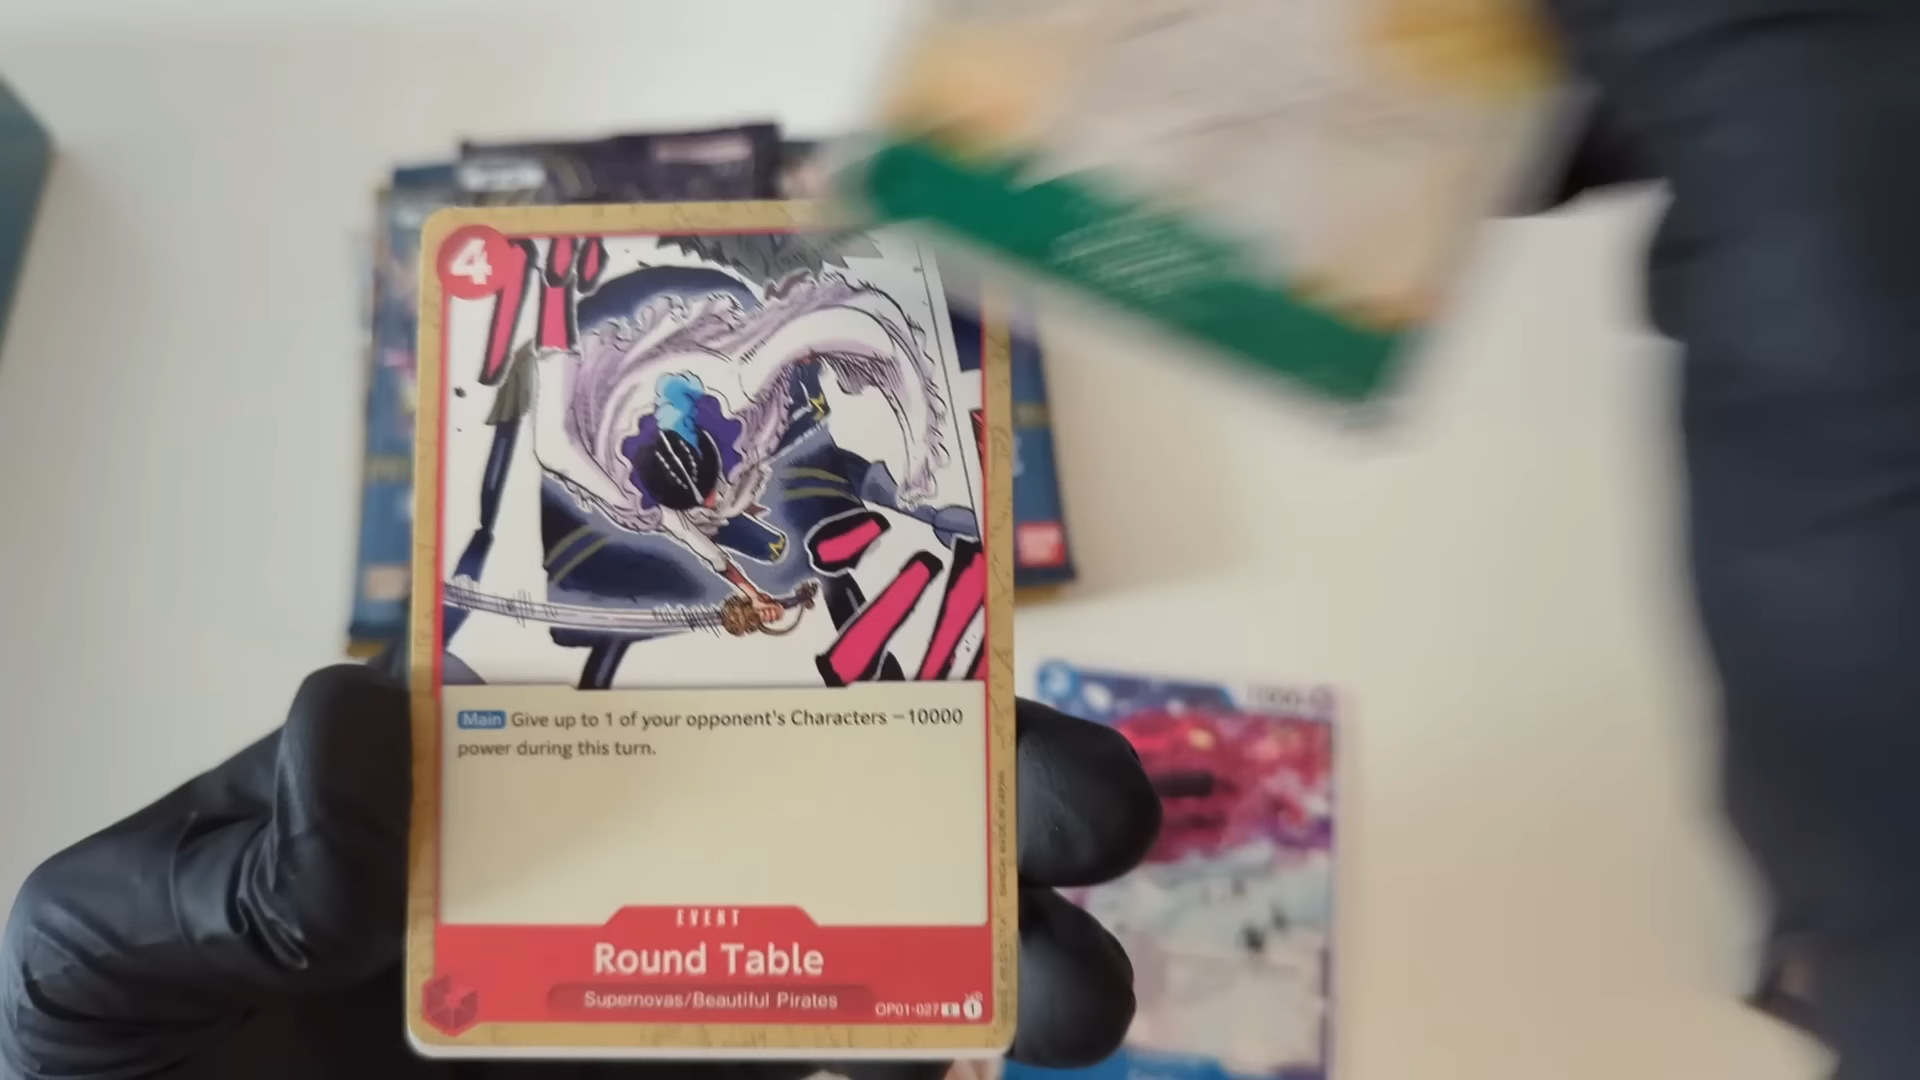 4
Main Give up to 1 of your opponent's Characters −10000
power during this turn.
EVENT
Round Table
Supernovas/Beautiful Pirates
OP01-027 C 1